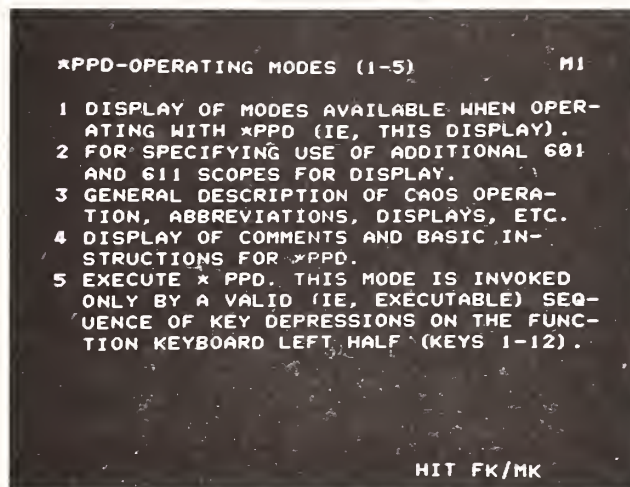 *PPD-OPERATING MODES (1-5) M1
1 DISPLAY OF MODES AVAILABLE WHEN OPER-
ATING WITH *PPD (IE, THIS DISPLAY).
2 FOR SPECIFYING USE OF ADDITIONAL 601
AND 611 SCOPES FOR DISPLAY.
3 GENERAL DESCRIPTION OF CAOS OPERA-
TION, ABBREVIATIONS, DISPLAYS, ETC.
4 DISPLAY OF COMMENTS AND BASIC IN-
STRUCTIONS FOR *PPD.
5 EXECUTE * PPD. THIS MODE IS INVOKED
ONLY BY A VALID (IE, EXECUTABLE) SEQ-
UENCE OF KEY DEPRESSIONS ON THE FUNC-
TION KEYBOARD LEFT HALF (KEYS 1-12).
HIT FK/MK